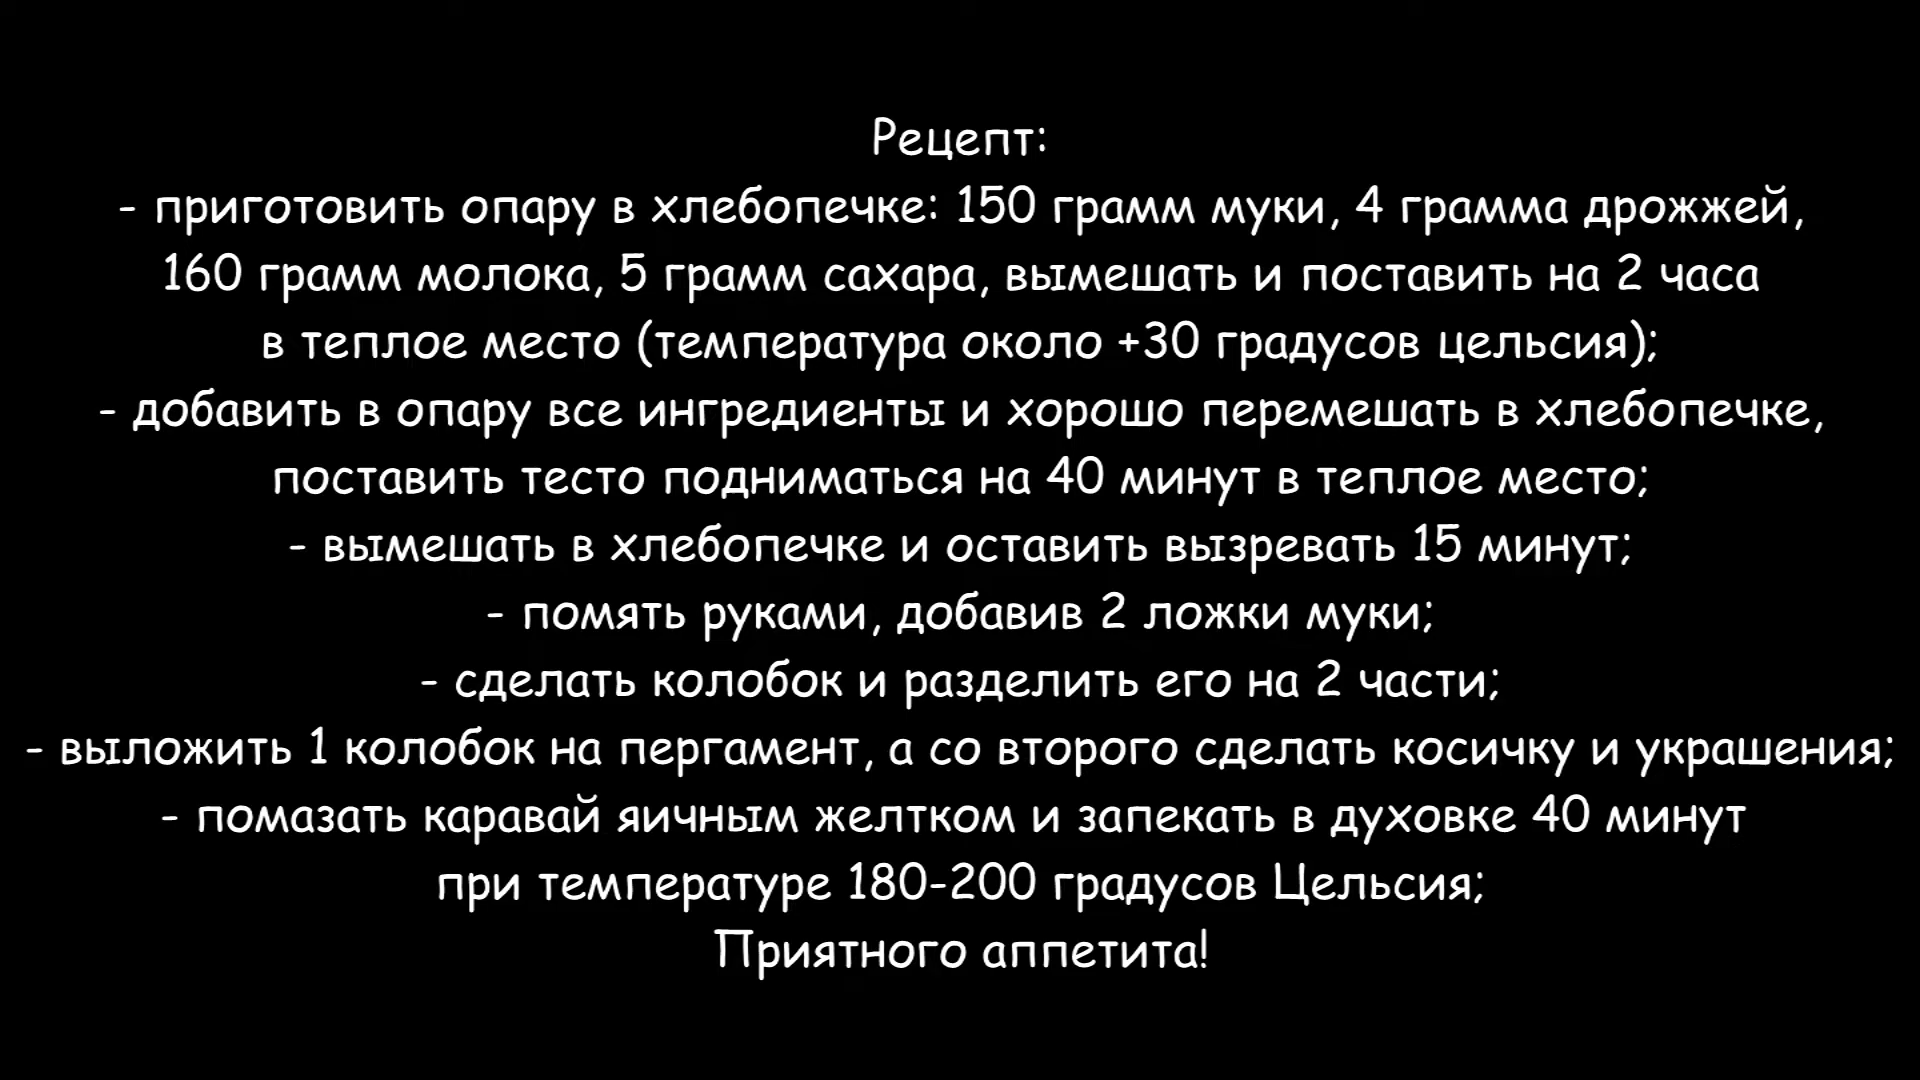 Рецепт:
- приготовить опару в хлебопечке: 150 грамм муки, 4 грамма дрожжей,
160 грамм молока, 5 грамм сахара, вымешать и поставить на 2 часа
в теплое место (температура около +30 градусов цельсия);
- добавить в опару все ингредиенты и хорошо перемешать в хлебопечке,
поставить тесто подниматься на 40 минут в теплое место;
- вымешать в хлебопечке и оставить вызревать 15 минут;
- помять руками, добавив 2 ложки муки;
- сделать колобок и разделить его на 2 части;
- выложить 1 колобок на пергамент, а со второго сделать косичку и украшения;
- помазать каравай яичным желтком и запекать в духовке 40 минут
при температуре 180-200 градусов Цельсия;
Приятного аппетита!